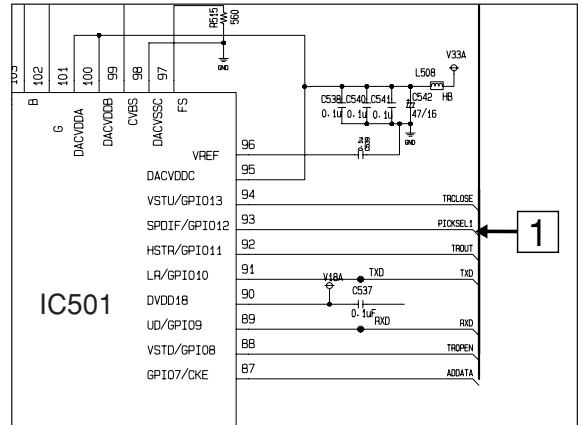 R515
560
GND
103
102
101
100
99
98
97
B
G
DACVDDA
DACVDDB
CVBS
DACVSSC
FS
V33A
L508
HB
C538
0.1u
C540
0.1u
C541
0.1u
C542
47/16
GND
VREF
96
DACVDDC
95
VSTU/GPIO13
94
TRCLOSE
SPDIF/GPIO12
93
PICKSEL1
1
HSTR/GPIO11
92
TROUT
LR/GPIO10
91
TXD
TXD
IC501
DVDD18
90
V18A
C537
0.1uF
UD/GPIO9
89
RXD
RXD
VSTD/GPIO8
88
TROPEN
GPIO7/CKE
87
ADDATA